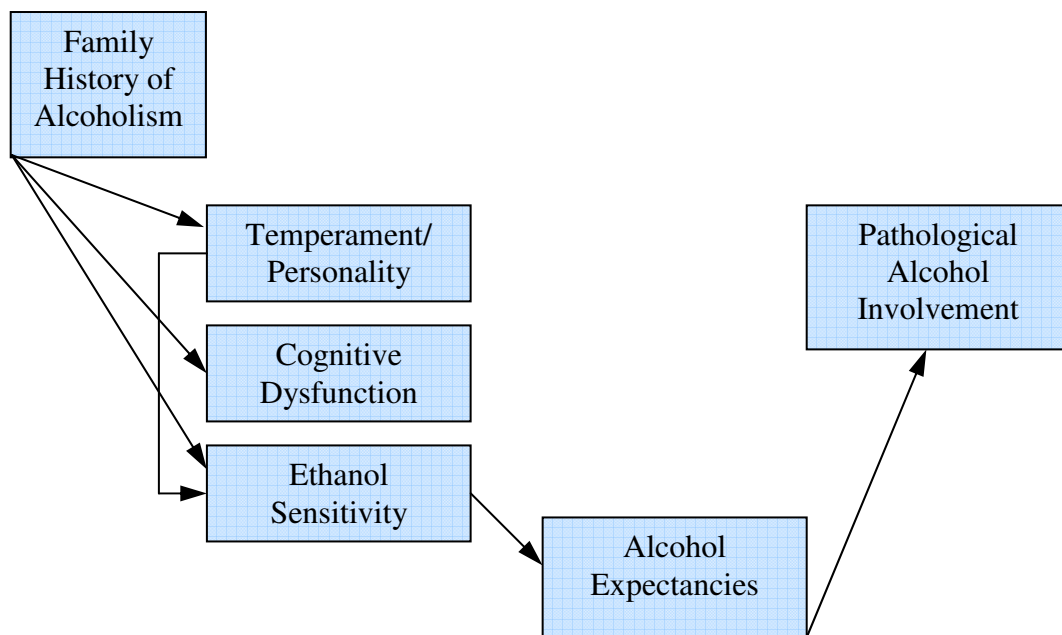 Family
History of
Alcoholism
Temperament/
Personality
Pathological
Alcohol
Involvement
Cognitive
Dysfunction
Ethanol
Sensitivity
Alcohol
Expectancies